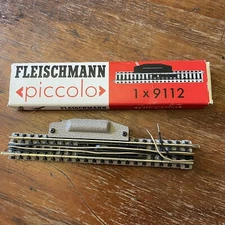 FLEISCHMANN
«piccolo»
1 x 9112